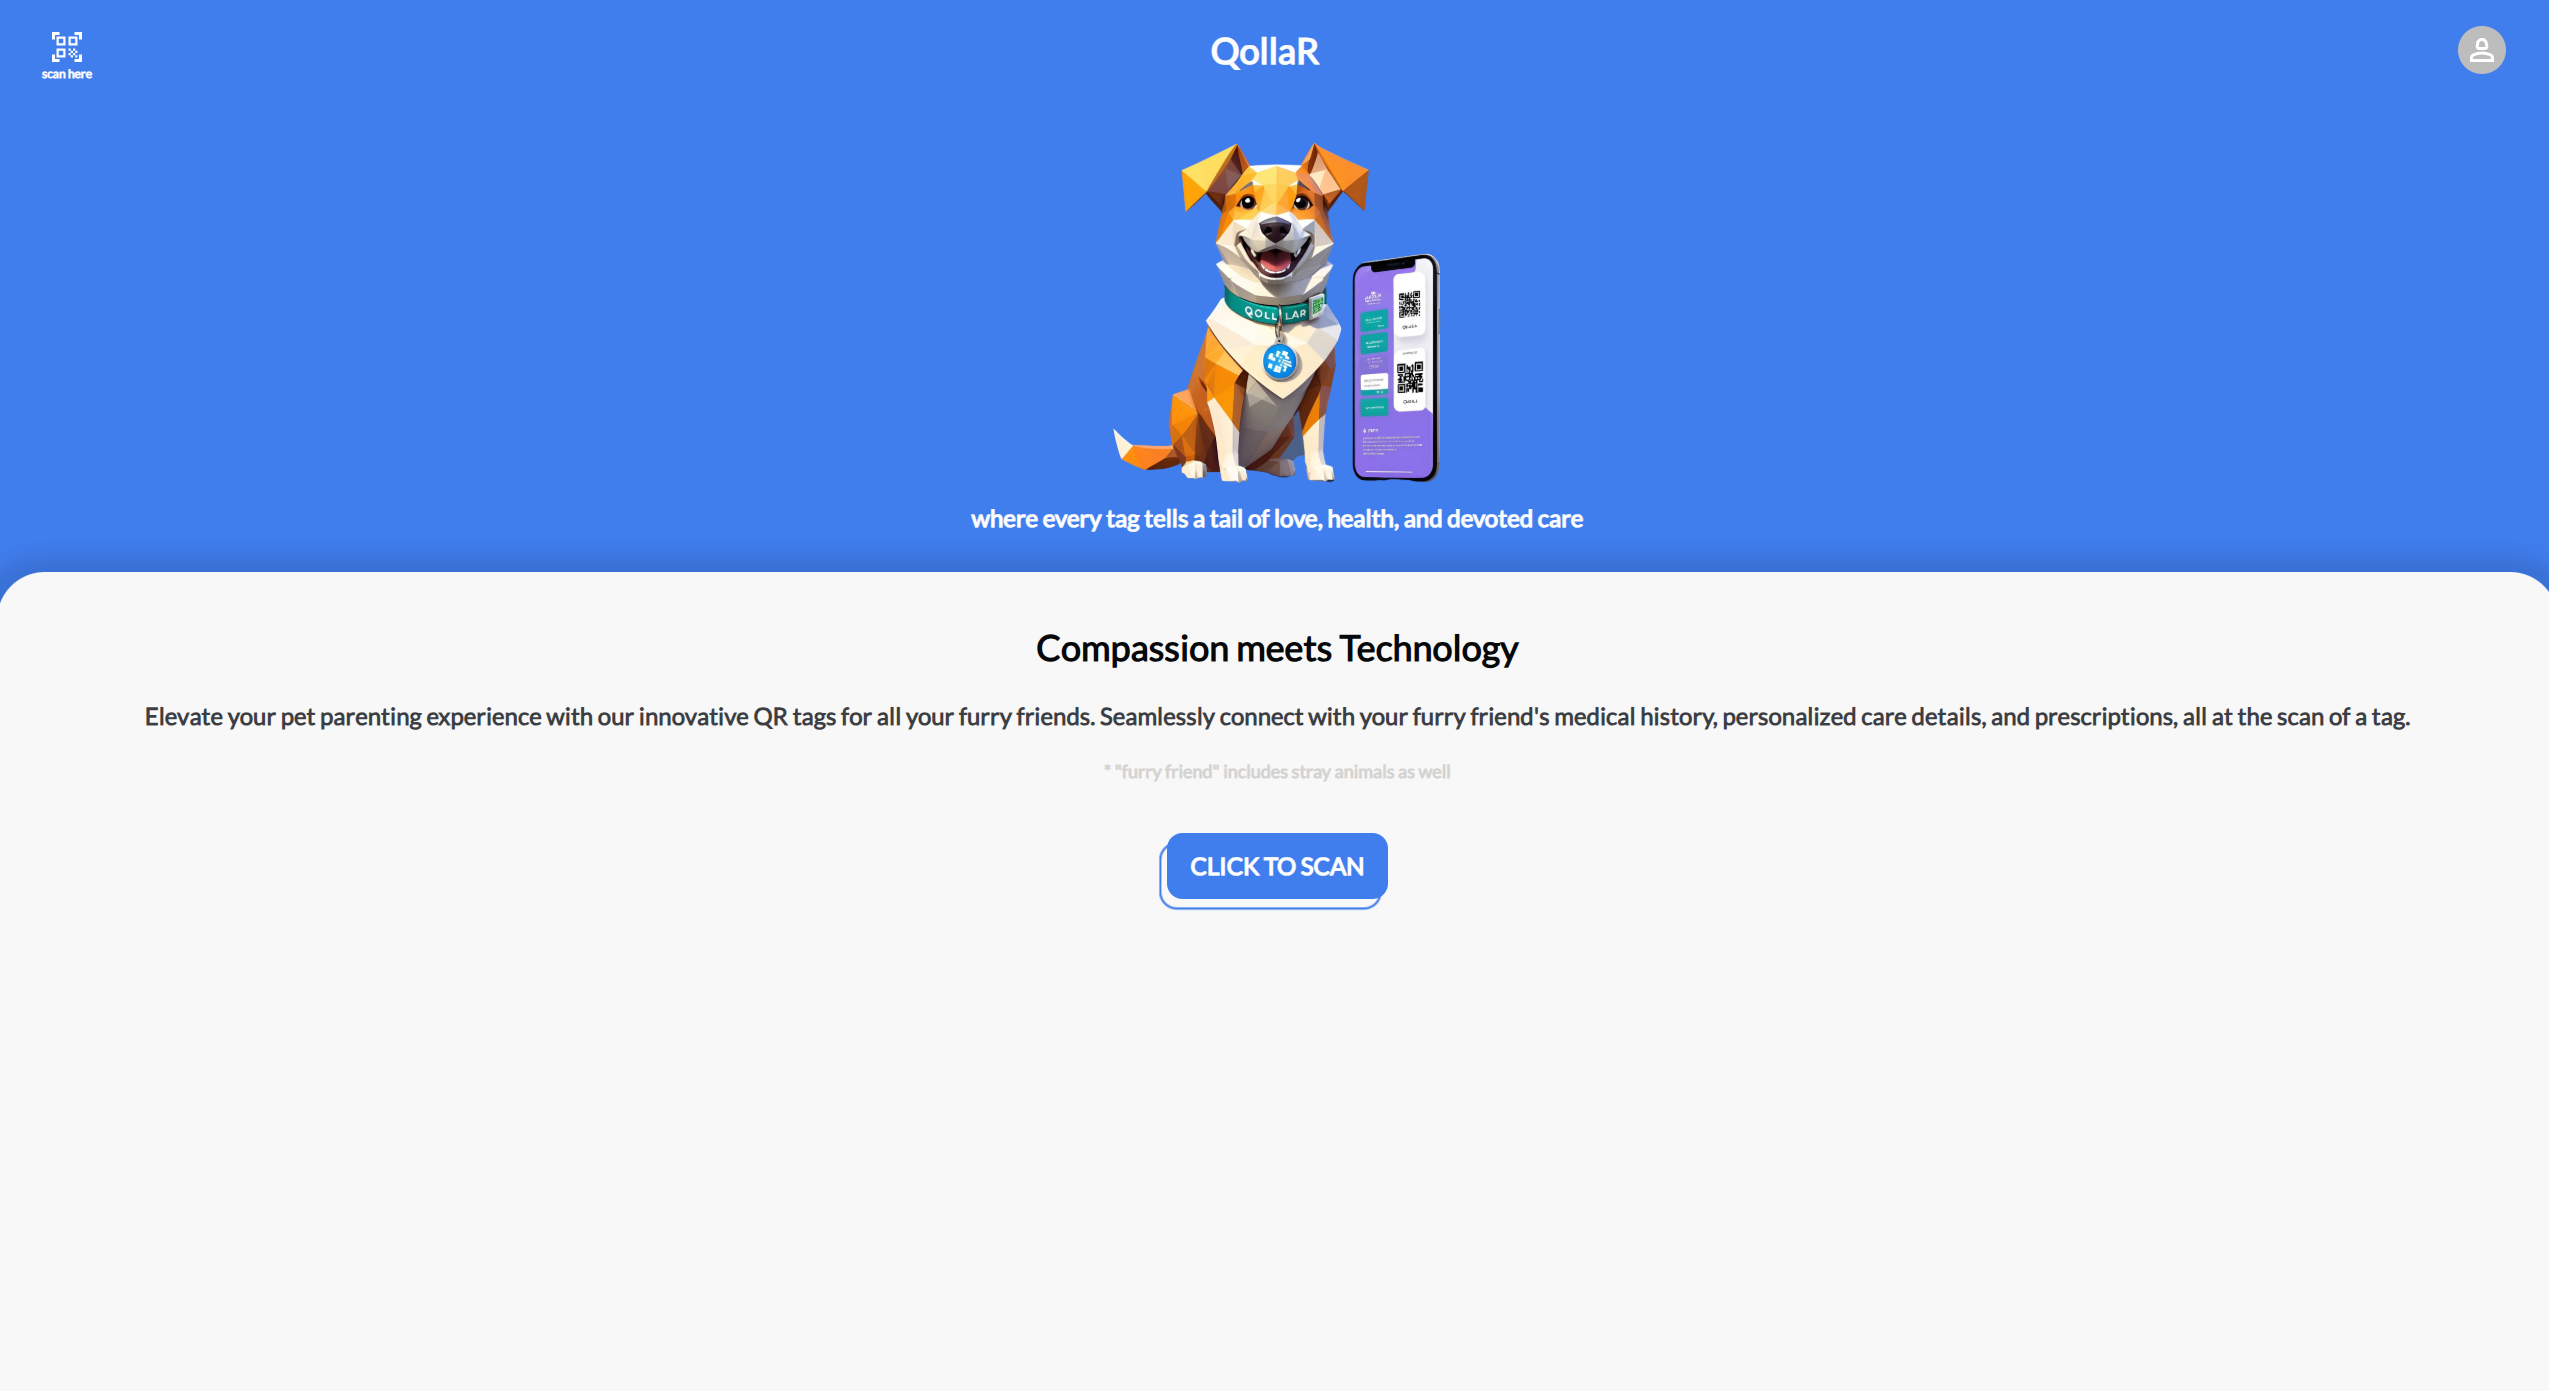 scan here
QollaR
QOLL LAR
where every tag tells a tail of love, health, and devoted care
Compassion meets Technology
Elevate your pet parenting experience with our innovative QR tags for all your furry friends. Seamlessly connect with your furry friend's medical history, personalized care details, and prescriptions, all at the scan of a tag.
* "furry friend" includes stray animals as well
CLICK TO SCAN